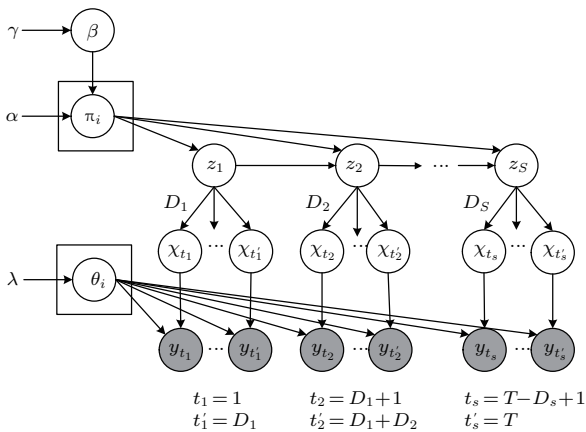 γ β
α π_i
z_1 z_2 ... z_S
D_1 D_2 D_S
χ_{t_1} ... χ_{t'_1} χ_{t_2} ... χ_{t'_2} χ_{t_s} ... χ_{t'_s}
λ θ_i
y_{t_1} ... y_{t'_1} y_{t_2} ... y_{t'_2} y_{t_s} ... y_{t'_s}
t_1=1 t_2=D_1+1 t_s=T−D_s+1
t'_1=D_1 t'_2=D_1+D_2 t'_s=T